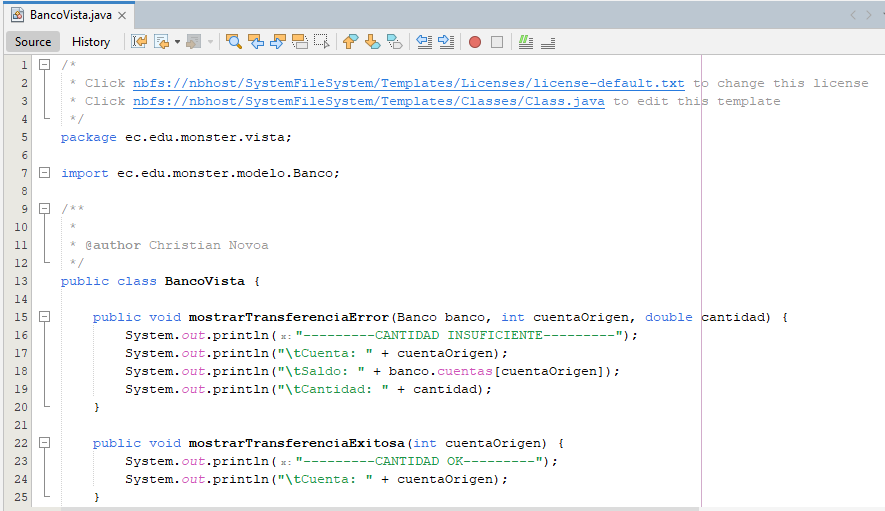 BancoVista.java
Source History
1 /*
2 * Click nbfs://nbhost/SystemFileSystem/Templates/Licenses/license-default.txt to change this license
3 * Click nbfs://nbhost/SystemFileSystem/Templates/Classes/Class.java to edit this template
4 */
5 package ec.edu.monster.vista;
6
7 import ec.edu.monster.modelo.Banco;
8
9 /**
10 *
11 * @author Christian Novoa
12 */
13 public class BancoVista {
14
15 public void mostrarTransferenciaError(Banco banco, int cuentaOrigen, double cantidad) {
16 System.out.println(x: "---------CANTIDAD INSUFICIENTE---------");
17 System.out.println("\tCuenta: " + cuentaOrigen);
18 System.out.println("\tSaldo: " + banco.cuentas[cuentaOrigen]);
19 System.out.println("\tCantidad: " + cantidad);
20 }
21
22 public void mostrarTransferenciaExitosa(int cuentaOrigen) {
23 System.out.println(x: "---------CANTIDAD OK---------");
24 System.out.println("\tCuenta: " + cuentaOrigen);
25 }